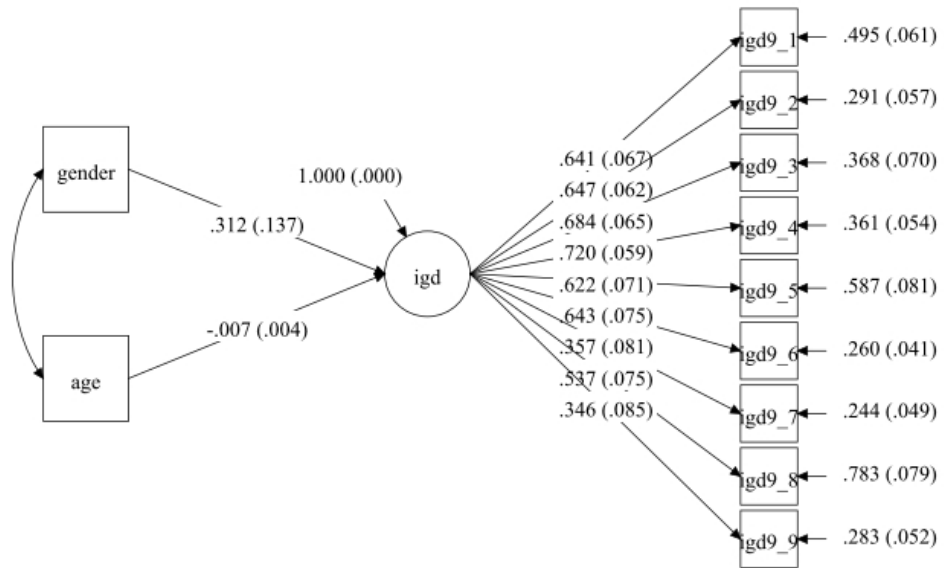 igd9_1
.495 (.061)
igd9_2
.291 (.057)
igd9_3
.368 (.070)
igd9_4
.361 (.054)
igd9_5
.587 (.081)
igd9_6
.260 (.041)
igd9_7
.244 (.049)
igd9_8
.783 (.079)
igd9_9
.283 (.052)
gender
age
1.000 (.000)
.312 (.137)
-.007 (.004)
igd
.641 (.067)
.647 (.062)
.684 (.065)
.720 (.059)
.622 (.071)
.643 (.075)
.357 (.081)
.537 (.075)
.346 (.085)